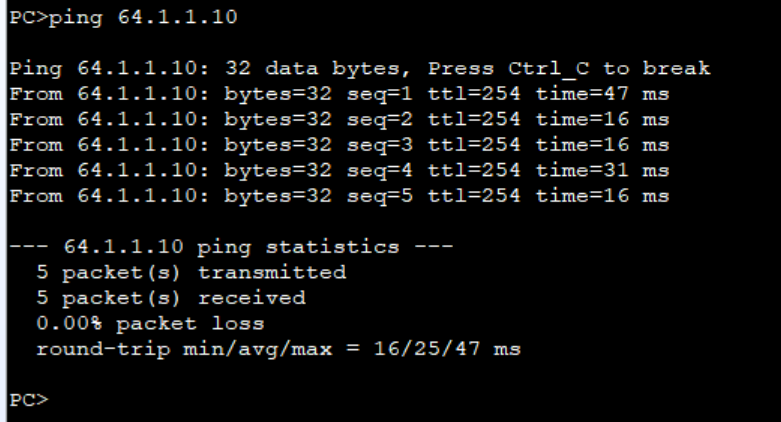 PC>ping 64.1.1.10
Ping 64.1.1.10: 32 data bytes, Press Ctrl_C to break
From 64.1.1.10: bytes=32 seq=1 ttl=254 time=47 ms
From 64.1.1.10: bytes=32 seq=2 ttl=254 time=16 ms
From 64.1.1.10: bytes=32 seq=3 ttl=254 time=16 ms
From 64.1.1.10: bytes=32 seq=4 ttl=254 time=31 ms
From 64.1.1.10: bytes=32 seq=5 ttl=254 time=16 ms
--- 64.1.1.10 ping statistics ---
5 packet(s) transmitted
5 packet(s) received
0.00% packet loss
round-trip min/avg/max = 16/25/47 ms
PC>